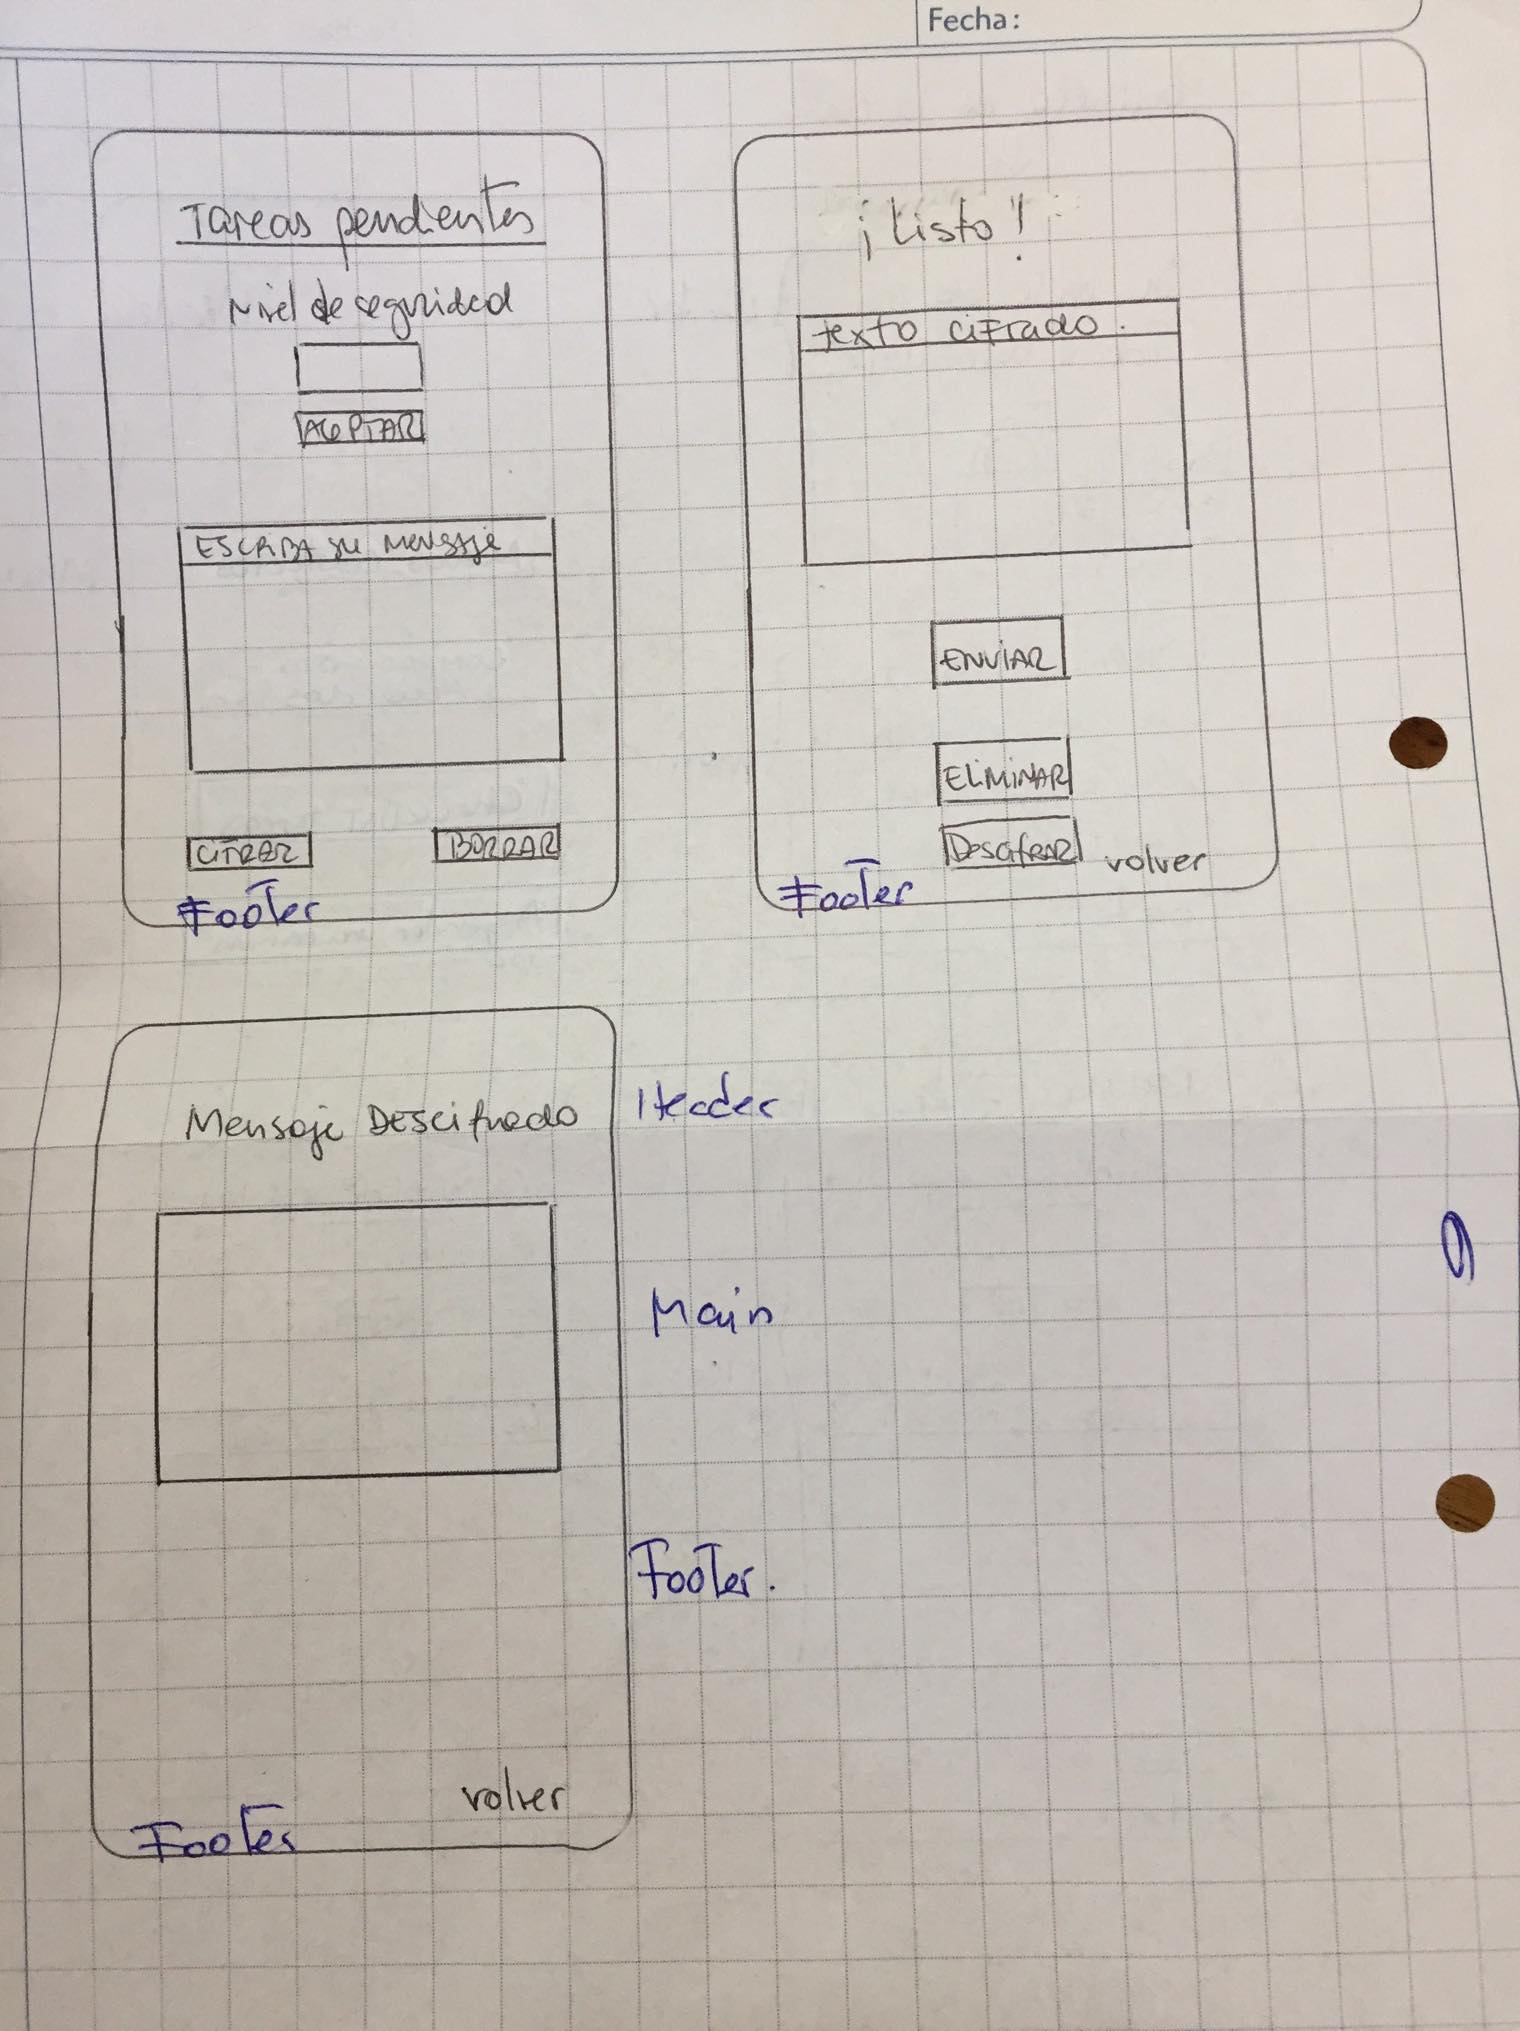 Fecha:
Tareas pendientes
Nivel de seguridad
ACEPTAR
ESCRIBA SU MENSAJE
CIFRAR
BORRAR
Footer
¡Listo!
texto cifrado.
ENVIAR
ELIMINAR
DESCIFRAR
volver
Footer
Mensaje DESCifrado
Header
Main
Footer.
volver
Footer